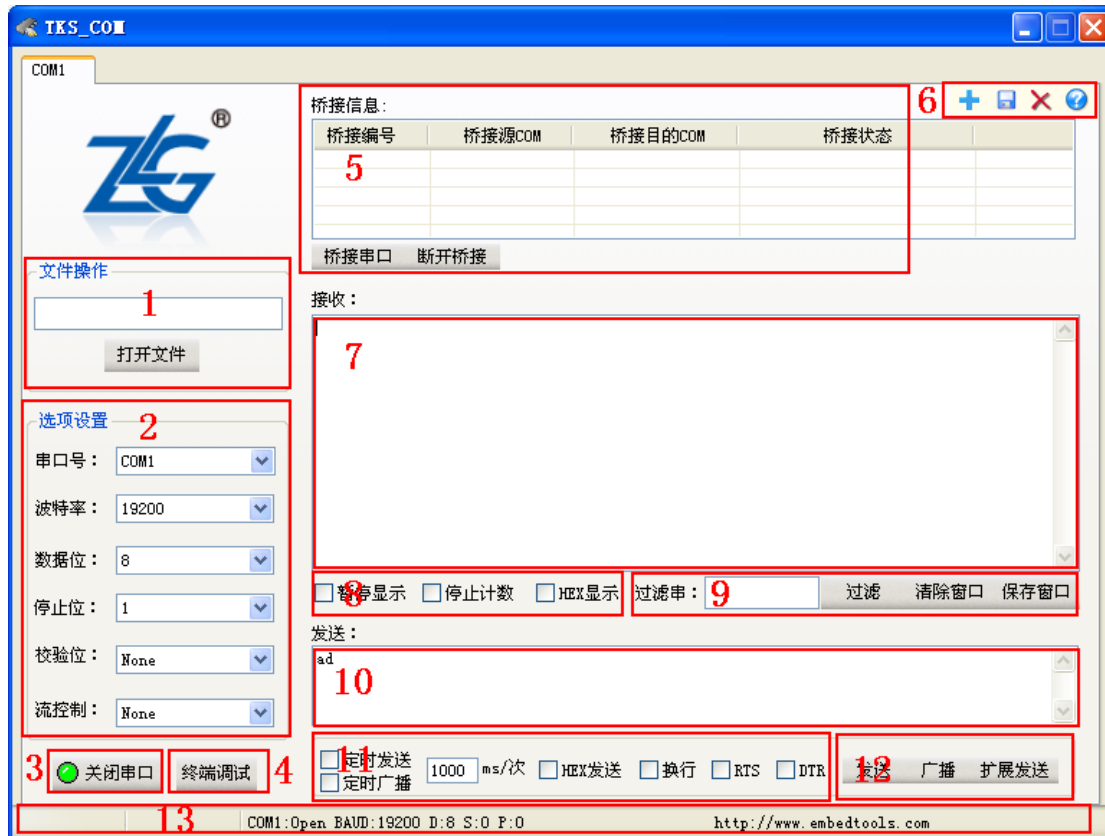 TKS_COM
COM1
ZLG®
桥接信息:
6
桥接编号 桥接源COM 桥接目的COM 桥接状态
5
桥接串口 断开桥接
文件操作
1
打开文件
选项设置
2
串口号： COM1
波特率： 19200
数据位： 8
停止位： 1
校验位： None
流控制： None
3 关闭串口 终端调试 4
接收：
7
暂停显示 停止计数 HEX显示
8
过滤串： 9 过滤 清除窗口 保存窗口
发送：
ad
10
定时发送
11
定时广播
1000 ms/次 HEX发送 换行 RTS DTR
发送 广播 扩展发送
12
13
COM1:Open BAUD:19200 D:8 S:0 P:0 http://www.embedtools.com